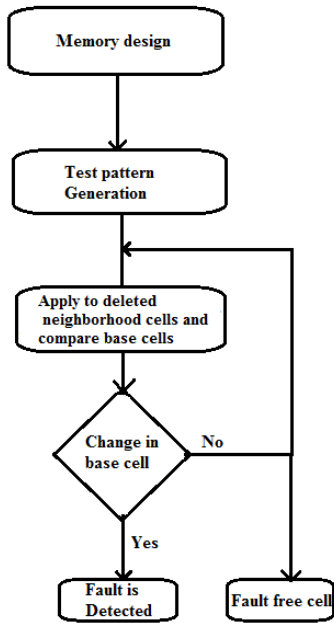 Memory design
Test pattern
Generation
Apply to deleted
neighborhood cells and
compare base cells
Change in
base cell
No
Yes
Fault is
Detected
Fault free cell